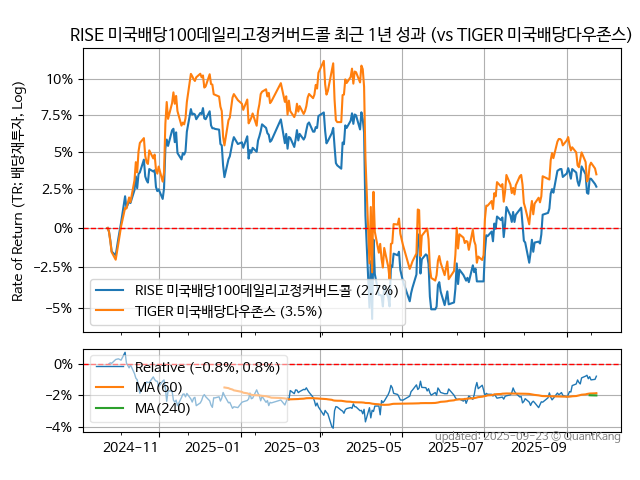 RISE 미국배당100데일리고정커버드콜 최근 1년 성과 (vs TIGER 미국배당다우존스)
Rate of Return (TR: 배당재투자, Log)
10%
7.5%
5%
2.5%
0%
−2.5%
−5%
RISE 미국배당100데일리고정커버드콜 (2.7%)
TIGER 미국배당다우존스 (3.5%)
0%
−2%
−4%
Relative (−0.8%, 0.8%)
MA(60)
MA(240)
2024−11
2025−01
2025−03
2025−05
2025−07
2025−09
updated: 2025-09-23 © QuantKang